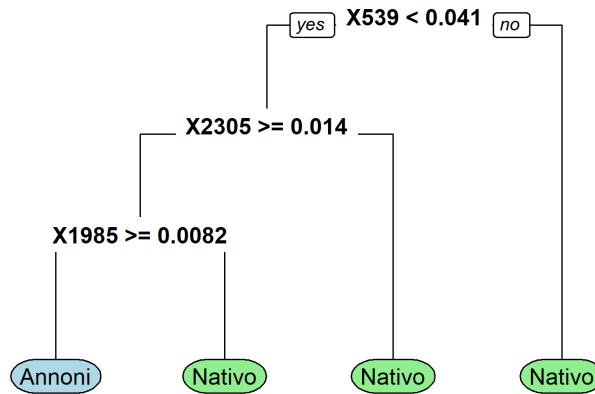 yes X539 < 0.041 no
X2305 >= 0.014
X1985 >= 0.0082
Annoni Nativo Nativo Nativo